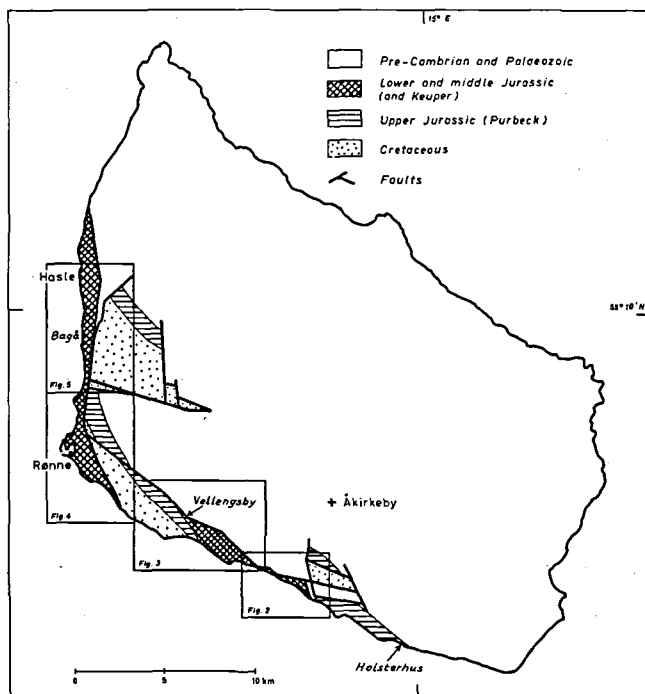 15° E
Pre-Cambrian and Palaeozoic
Lower and middle Jurassic
(and Keuper)
Upper Jurassic (Purbeck)
Cretaceous
Faults
Hasle
55° 10' N
Bagå
Fig. 5
Rønne
Fig. 4
Vellengsby
+ Åkirkeby
Fig. 3
Fig. 2
Holsterhus
0 5 10 km